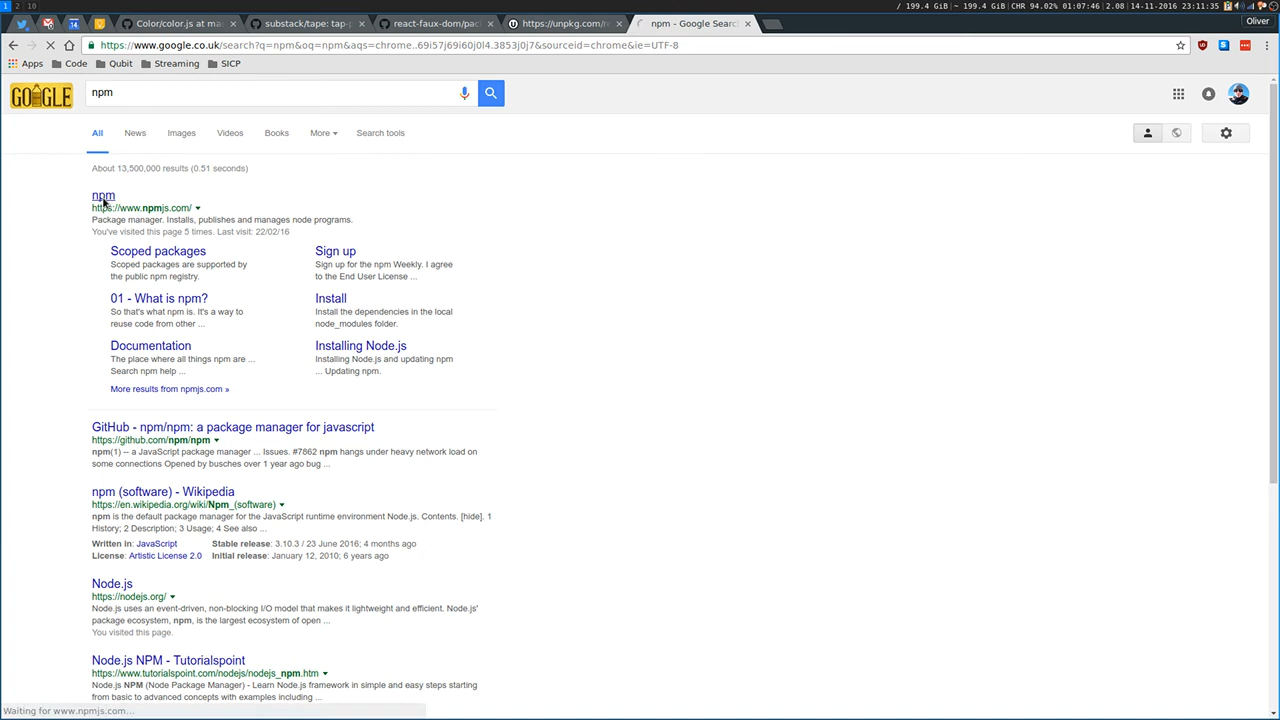 1 2 10
/ 199.4 GiB~ 199.4 GiB|CHR 94.02% 01:07:46 2.08 14-11-2016 23:11:35
Color/color.js at mas × substack/tape: tap-p × react-faux-dom/pack × https://unpkg.com/re × npm - Google Search × Oliver
https://www.google.co.uk/search?q=npm&oq=npm&aqs=chrome..69i57j69i60j0l4.3853j0j7&sourceid=chrome&ie=UTF-8
Apps Code Qubit Streaming SICP
GOOGLE
npm
All News Images Videos Books More Search tools
About 13,500,000 results (0.51 seconds)
npm
https://www.npmjs.com/
Package manager. Installs, publishes and manages node programs.
You've visited this page 5 times. Last visit: 22/02/16
Scoped packages
Scoped packages are supported by
the public npm registry.
Sign up
Sign up for the npm Weekly. I agree
to the End User License ...
01 - What is npm?
So that's what npm is. It's a way to
reuse code from other ...
Install
Install the dependencies in the local
node_modules folder.
Documentation
The place where all things npm are ...
Search npm help ...
Installing Node.js
Installing Node.js and updating npm
... Updating npm.
More results from npmjs.com »
GitHub - npm/npm: a package manager for javascript
https://github.com/npm/npm
npm(1) -- a JavaScript package manager ... Issues. #7862 npm hangs under heavy network load on
some connections Opened by busches over 1 year ago bug ...
npm (software) - Wikipedia
https://en.wikipedia.org/wiki/Npm_(software)
npm is the default package manager for the JavaScript runtime environment Node.js. Contents. [hide]. 1
History; 2 Description; 3 Usage; 4 See also ...
Written in: JavaScript Stable release: 3.10.3 / 23 June 2016; 4 months ago
License: Artistic License 2.0 Initial release: January 12, 2010; 6 years ago
Node.js
https://nodejs.org/
Node.js uses an event-driven, non-blocking I/O model that makes it lightweight and efficient. Node.js'
package ecosystem, npm, is the largest ecosystem of open ...
You visited this page.
Node.js NPM - Tutorialspoint
https://www.tutorialspoint.com/nodejs/nodejs_npm.htm
Node.js NPM (Node Package Manager) - Learn Node.js framework in simple and easy steps starting
from basic to advanced concepts with examples including ...
Waiting for www.npmjs.com...